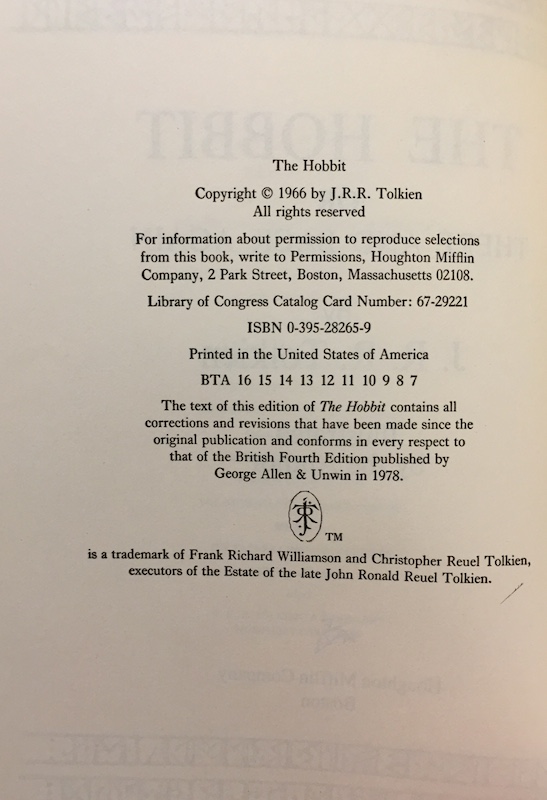 The Hobbit
Copyright © 1966 by J.R.R. Tolkien
All rights reserved
For information about permission to reproduce selections
from this book, write to Permissions, Houghton Mifflin
Company, 2 Park Street, Boston, Massachusetts 02108.
Library of Congress Catalog Card Number: 67-29221
ISBN 0-395-28265-9
Printed in the United States of America
BTA 16 15 14 13 12 11 10 9 8 7
The text of this edition of The Hobbit contains all
corrections and revisions that have been made since the
original publication and conforms in every respect to
that of the British Fourth Edition published by
George Allen & Unwin in 1978.
TM
is a trademark of Frank Richard Williamson and Christopher Reuel Tolkien,
executors of the Estate of the late John Ronald Reuel Tolkien.